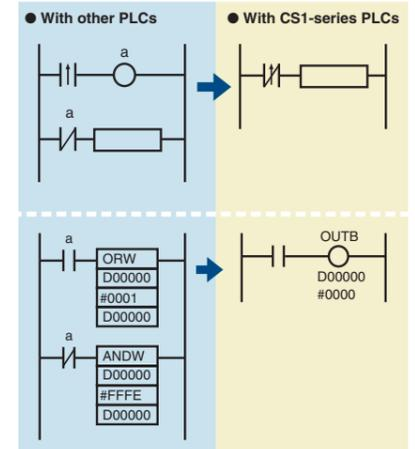 ● With other PLCs
● With CS1-series PLCs
a
a
a
ORW
D00000
#0001
D00000
a
ANDW
D00000
#FFFE
D00000
OUTB
D00000
#0000